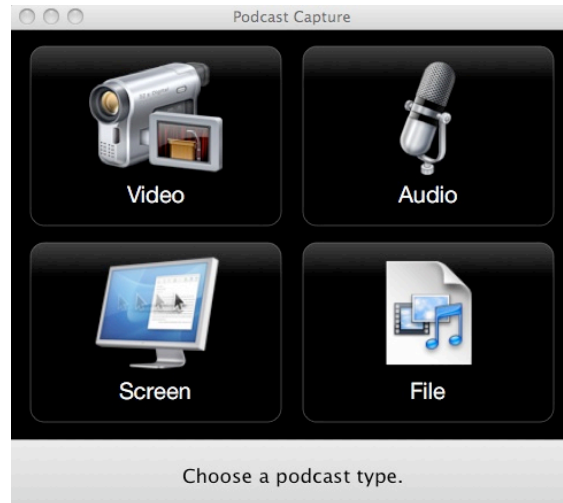 Podcast Capture
Video
Audio
Screen
File
Choose a podcast type.